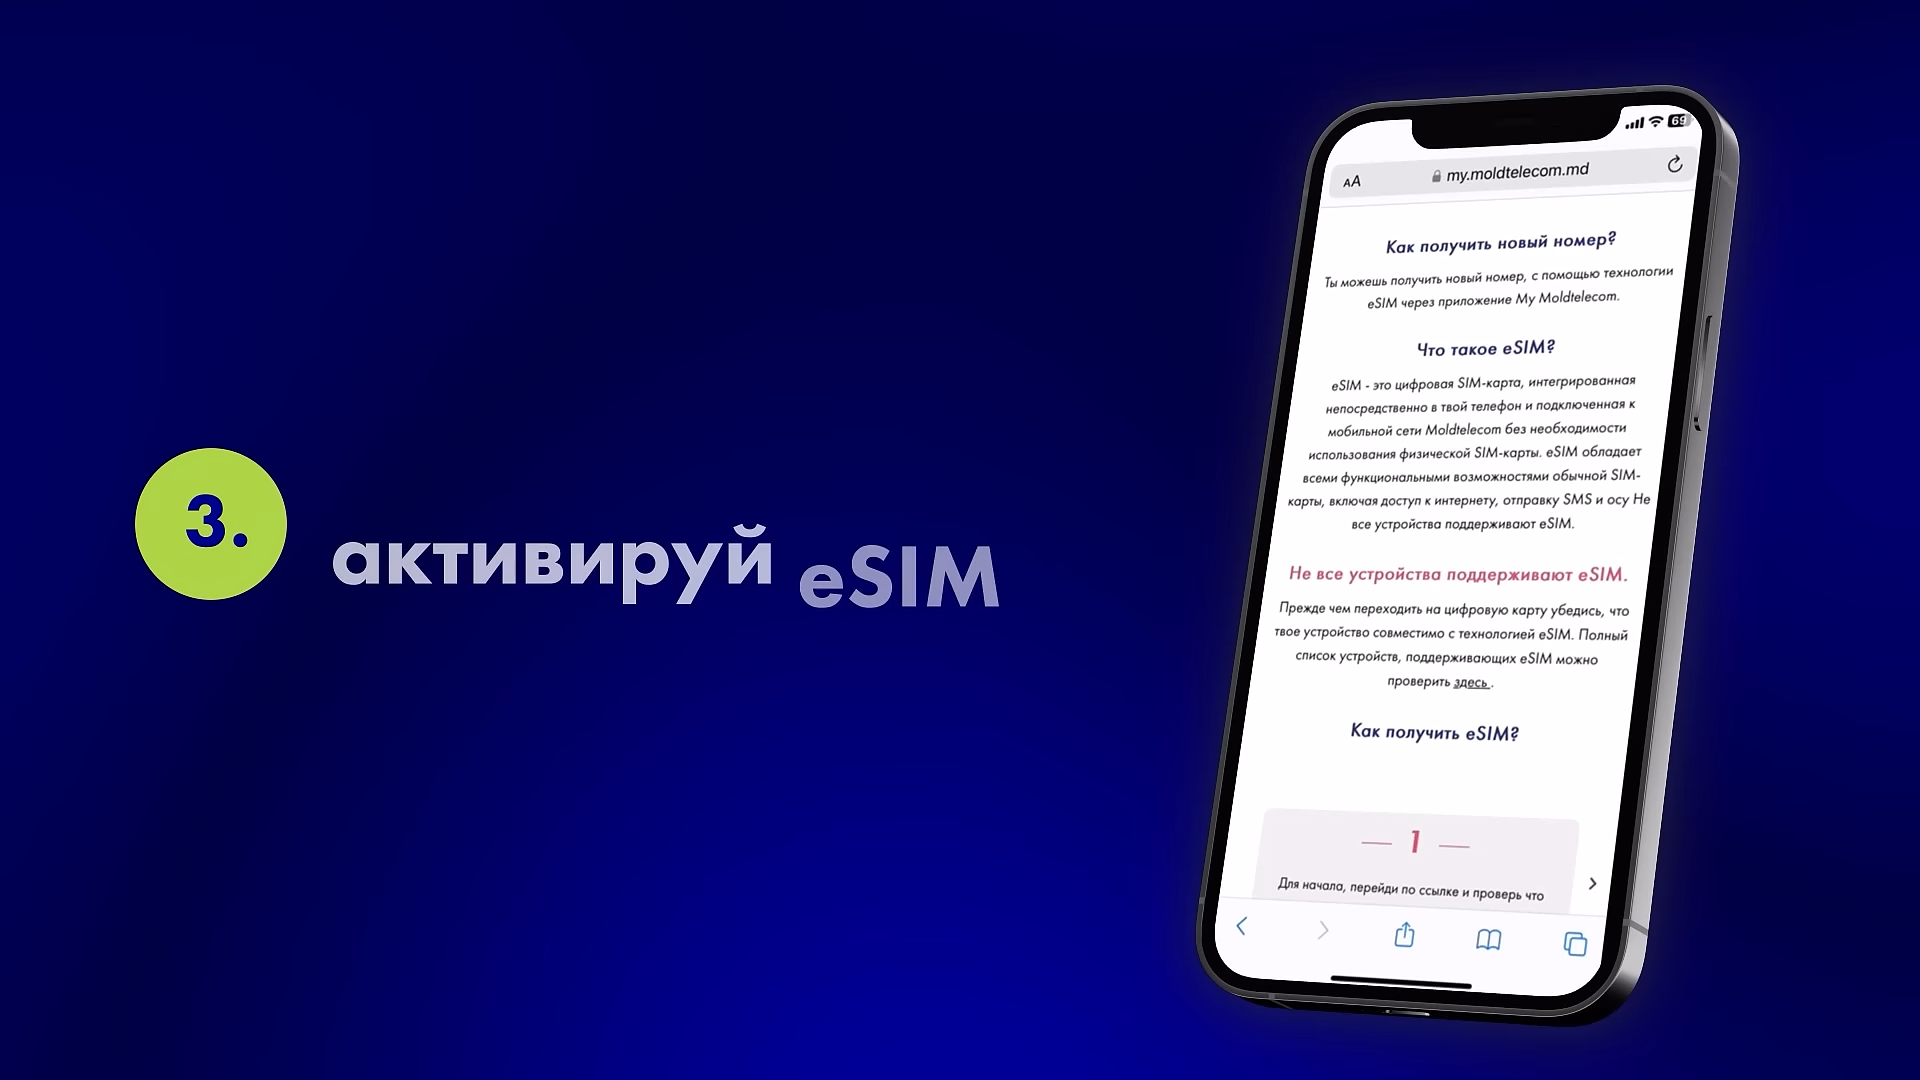 3.
активируй eSIM
69
AA
my.moldtelecom.md
Как получить новый номер?
Ты можешь получить новый номер, с помощью технологии
eSIM через приложение My Moldtelecom.
Что такое eSIM?
eSIM - это цифровая SIM-карта, интегрированная
непосредственно в твой телефон и подключенная к
мобильной сети Moldtelecom без необходимости
использования физической SIM-карты. eSIM обладает
всеми функциональными возможностями обычной SIM-
карты, включая доступ к интернету, отправку SMS и осу Не
все устройства поддерживают eSIM.
Не все устройства поддерживают eSIM.
Прежде чем переходить на цифровую карту убедись, что
твое устройство совместимо с технологией eSIM. Полный
список устройств, поддерживающих eSIM можно
проверить здесь .
Как получить eSIM?
1
Для начала, перейди по ссылке и проверь что